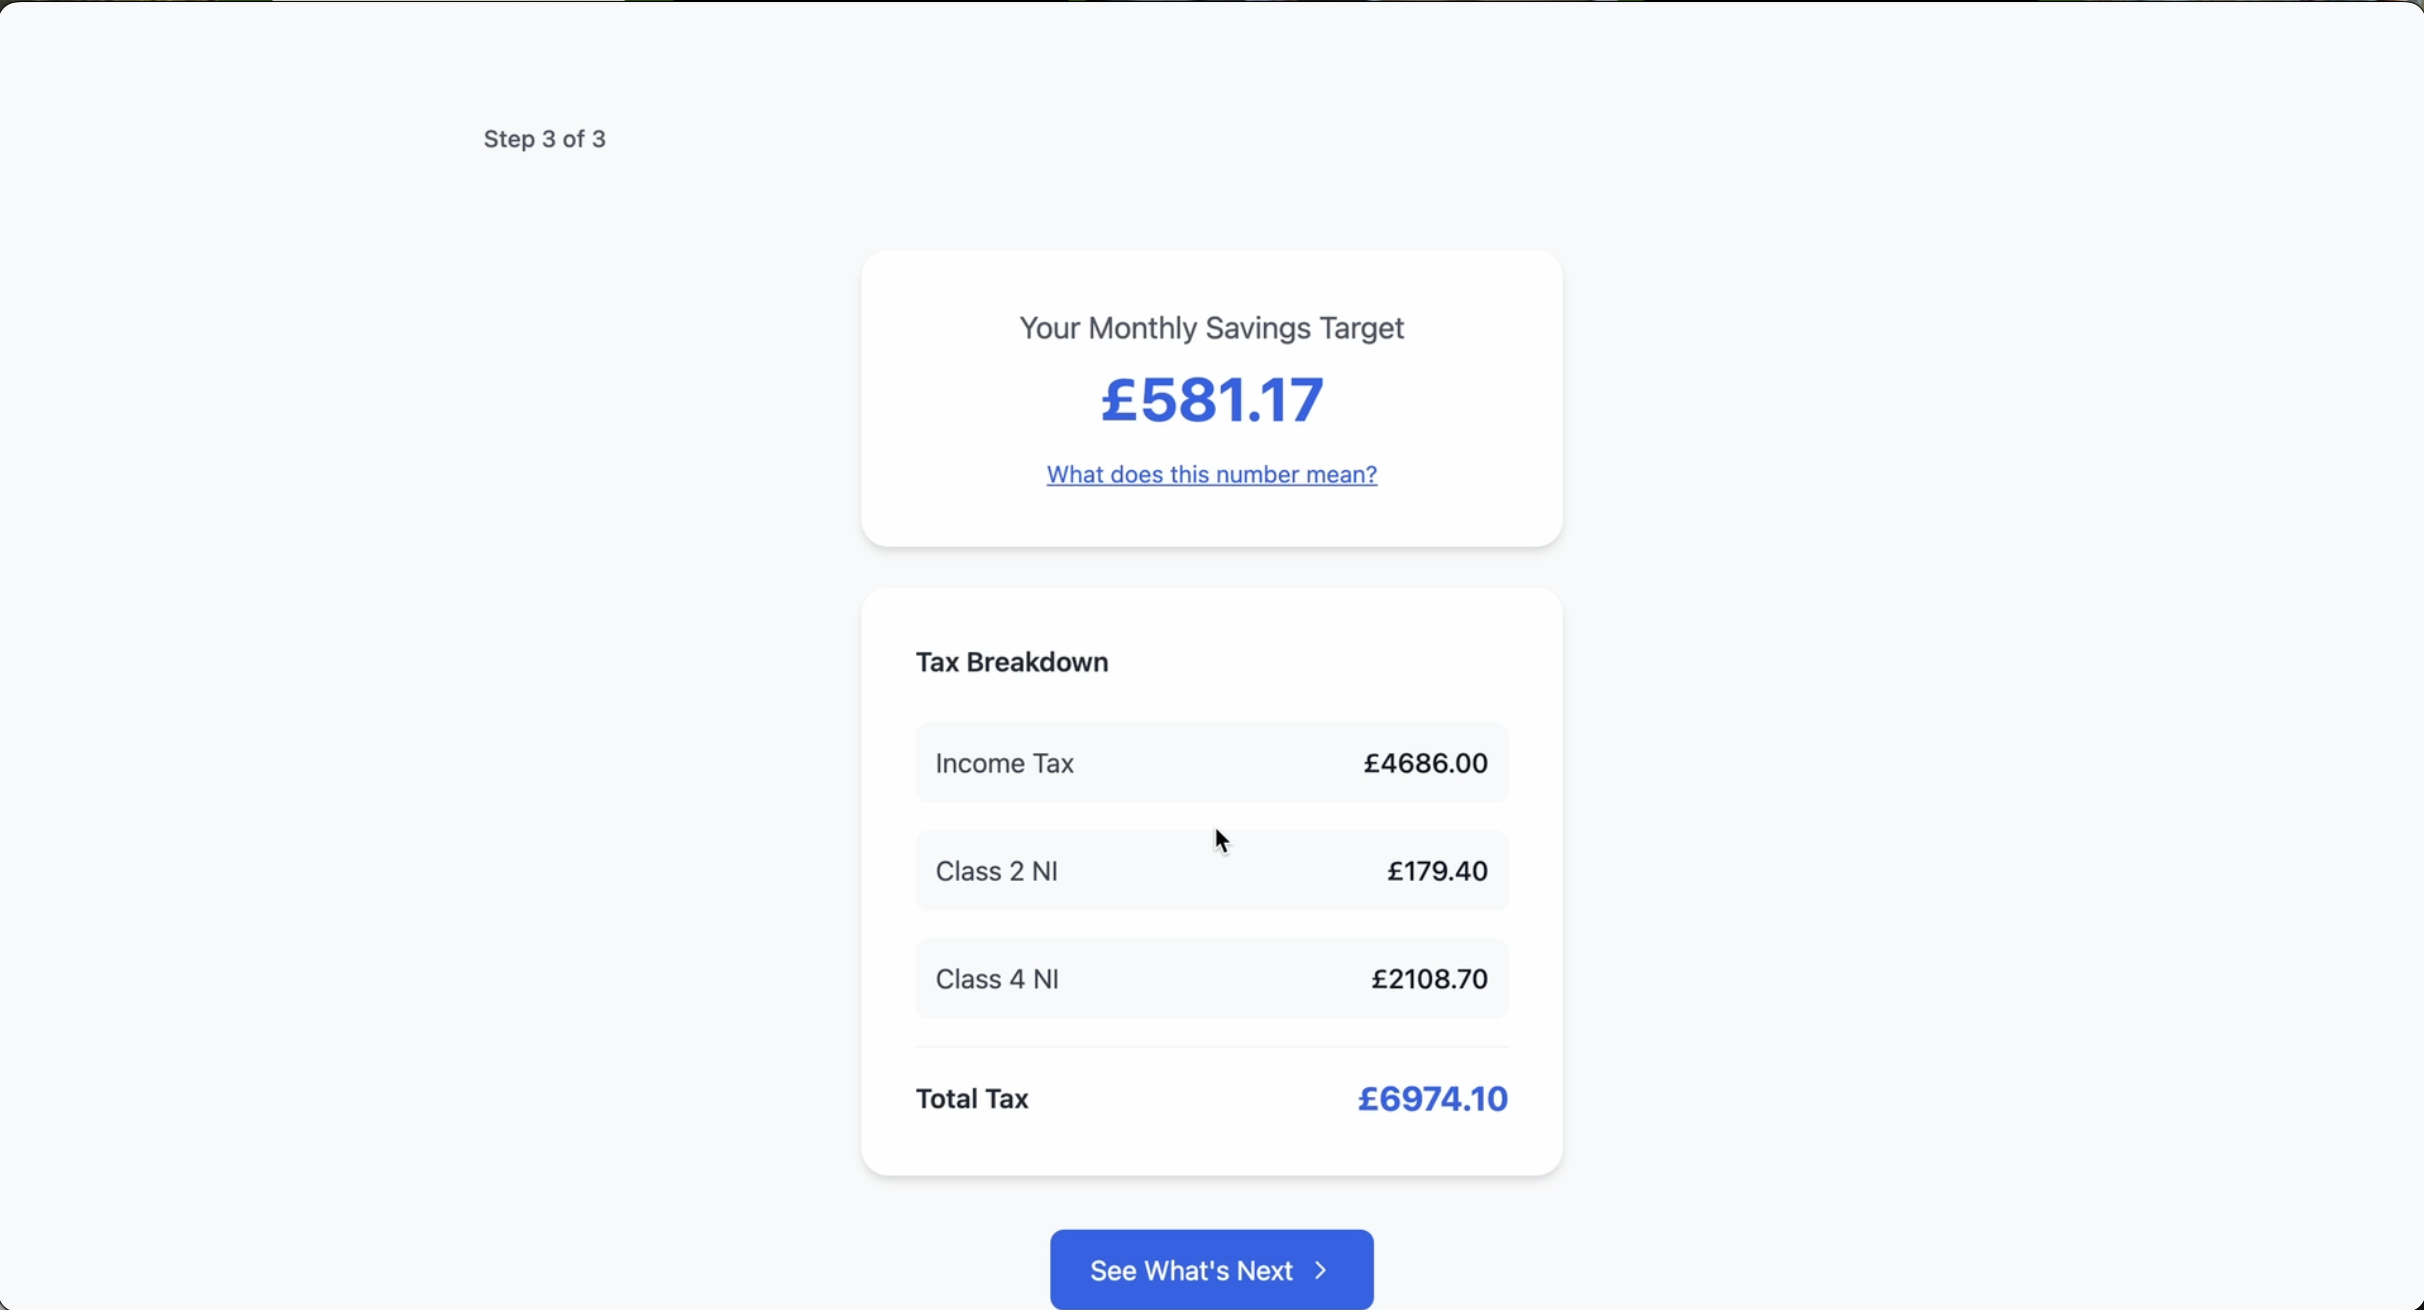 Step 3 of 3
Your Monthly Savings Target
£581.17
What does this number mean?
Tax Breakdown
Income Tax £4686.00
Class 2 NI £179.40
Class 4 NI £2108.70
Total Tax £6974.10
See What's Next